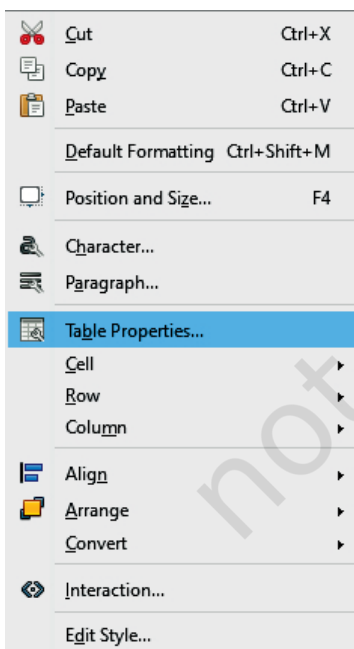 Cut Ctrl+X
Copy Ctrl+C
Paste Ctrl+V
Default Formatting Ctrl+Shift+M
Position and Size... F4
Character...
Paragraph...
Table Properties...
Cell
Row
Column
not
Align
Arrange
Convert
Interaction...
Edit Style...